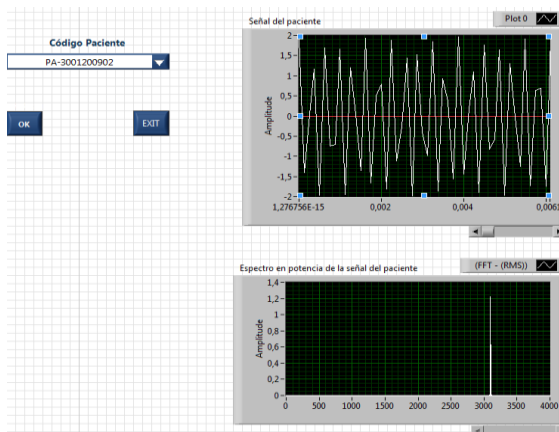 Código Paciente
PA-3001200902
OK
EXIT
Señal del paciente
Plot 0
Amplitude
2
1,5
1
0,5
0
-0,5
-1
-1,5
-2
1,276756E-15
0,002
0,004
Espectro en potencia de la señal del paciente
(FFT - (RMS))
Amplitude
1,4
1,2
1
0,8
0,6
0,4
0,2
0
0
500
1000
1500
2000
2500
3000
3500
4000